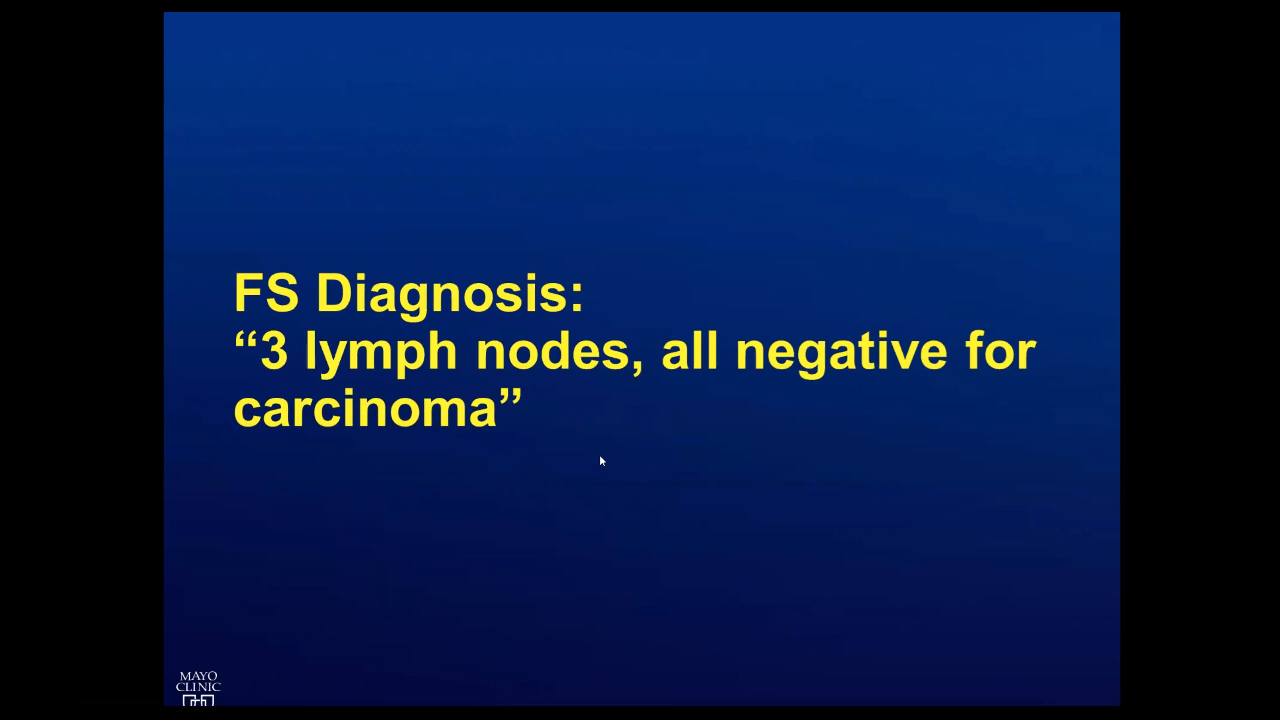 FS Diagnosis:
“3 lymph nodes, all negative for
carcinoma”
MAYO
CLINIC